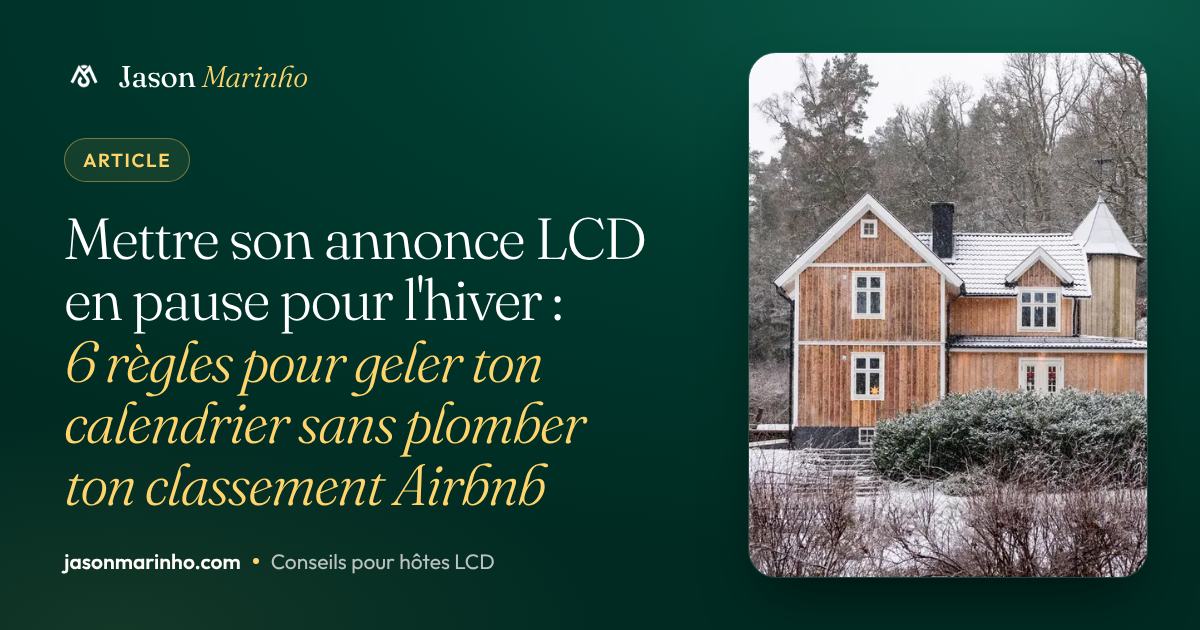 Jason Marinho
ARTICLE
Mettre son annonce LCD
en pause pour l'hiver :
6 règles pour geler ton
calendrier sans plomber
ton classement Airbnb
jasonmarinho.com • Conseils pour hôtes LCD